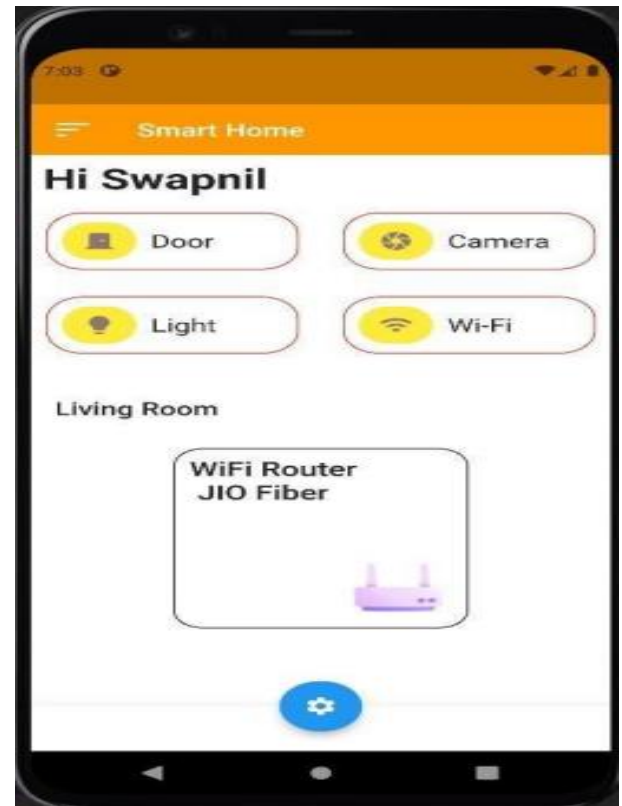 7:03
Smart Home
Hi Swapnil
Door
Camera
Light
Wi-Fi
Living Room
WiFi Router
JIO Fiber